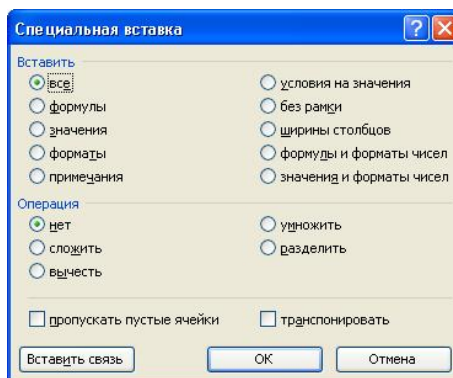 Специальная вставка
Вставить
все
условия на значения
формулы
без рамки
значения
ширины столбцов
форматы
формулы и форматы чисел
примечания
значения и форматы чисел
Операция
нет
умножить
сложить
разделить
вычесть
пропускать пустые ячейки
транспонировать
Вставить связь
ОК
Отмена